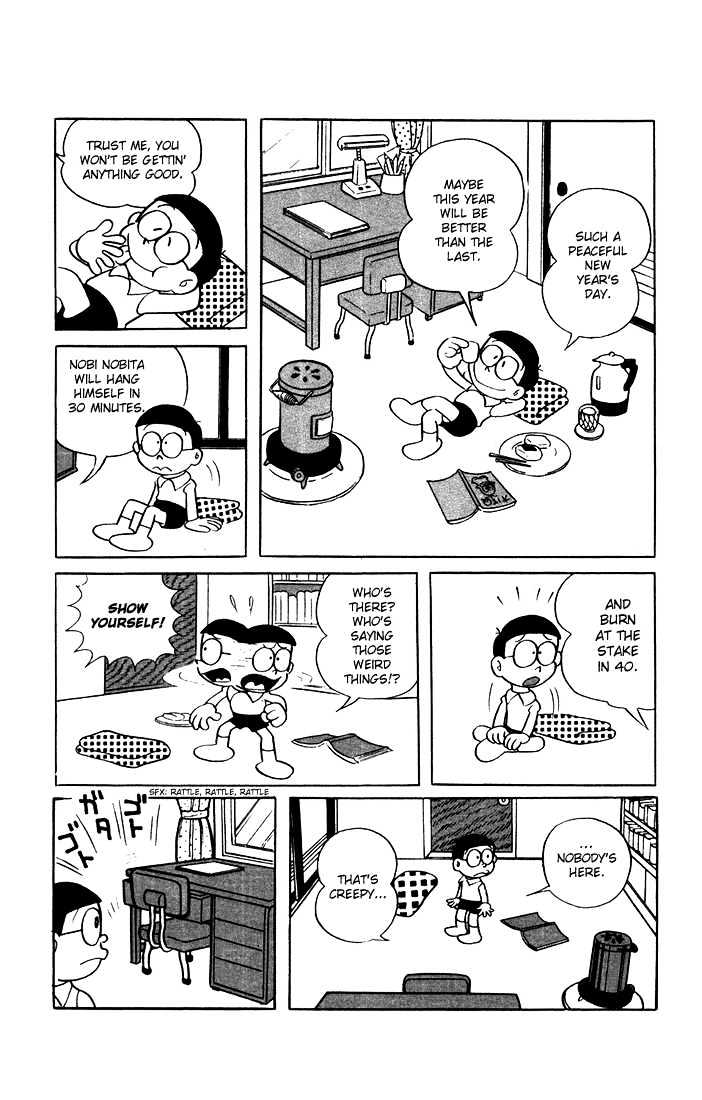 SUCH A
PEACEFUL
NEW
YEAR'S
DAY.
MAYBE
THIS YEAR
WILL BE
BETTER
THAN THE
LAST.
TRUST ME, YOU
WON'T BE GETTIN'
ANYTHING GOOD.
NOBI NOBITA
WILL HANG
HIMSELF IN
30 MINUTES.
AND
BURN
AT THE
STAKE
IN 40.
WHO'S
THERE?
WHO'S
SAYING
THOSE
WEIRD
THINGS!?
SHOW
YOURSELF!
...
NOBODY'S
HERE.
THAT'S
CREEPY...
SFX: RATTLE, RATTLE, RATTLE
ゴト
ガタ
ゴト